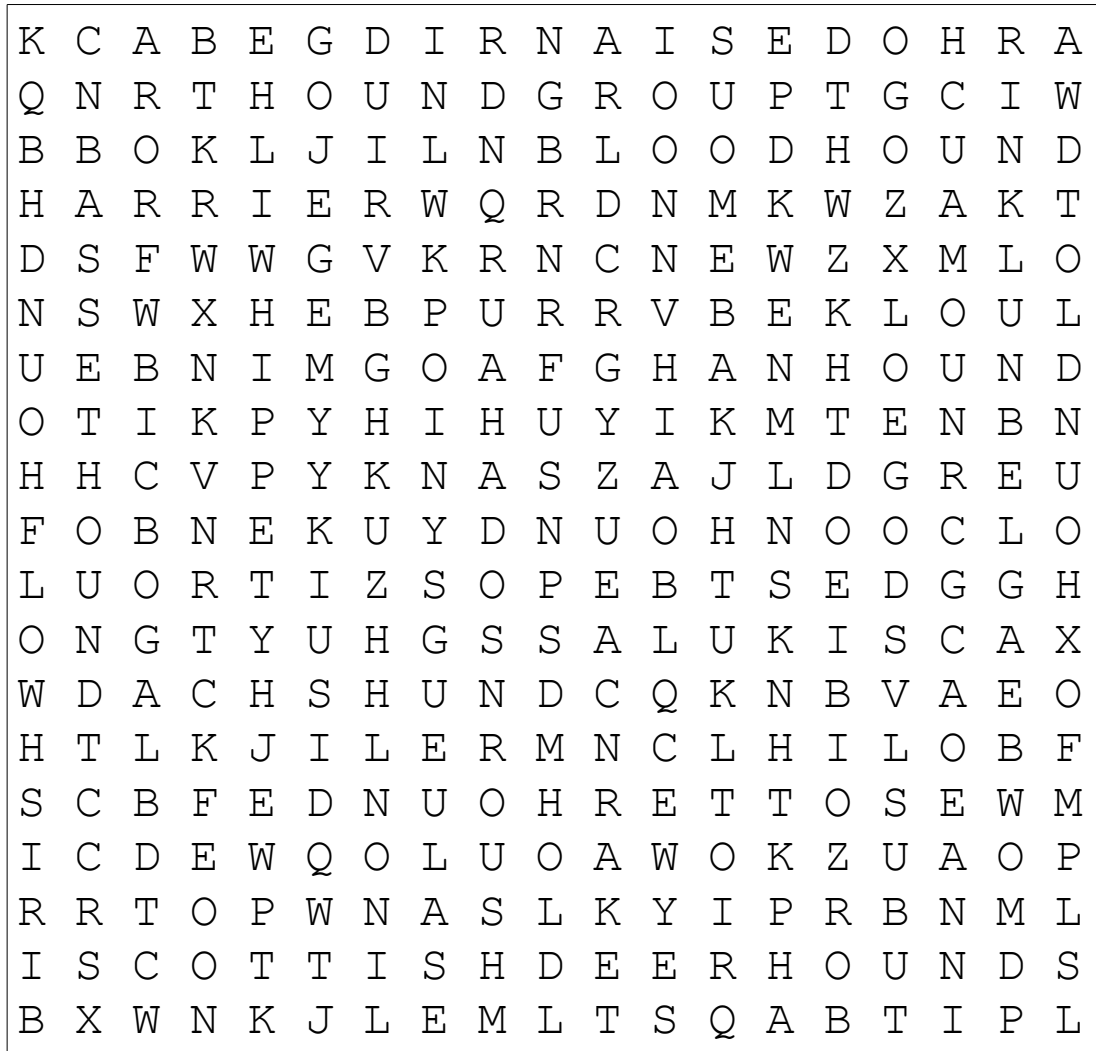 K C A B E G D I R N A I S E D O H R A
Q N R T H O U N D G R O U P T G C I W
B B O K L J I L N B L O O D H O U N D
H A R R I E R W Q R D N M K W Z A K T
D S F W W G V K R N C N E W Z X M L O
N S W X H E B P U R R V B E K L O U L
U E B N I M G O A F G H A N H O U N D
O T I K P Y H I H U Y I K M T E N B N
H H C V P Y K N A S Z A J L D G R E U
F O B N E K U Y D N U O H N O O C L O
L U O R T I Z S O P E B T S E D G G H
O N G T Y U H G S S A L U K I S C A X
W D A C H S H U N D C Q K N B V A E O
H T L K J I L E R M N C L H I L O B F
S C B F E D N U O H R E T T O S E W M
I C D E W Q O L U O A W O K Z U A O P
R R T O P W N A S L K Y I P R B N M L
I S C O T T I S H D E E R H O U N D S
B X W N K J L E M L T S Q A B T I P L